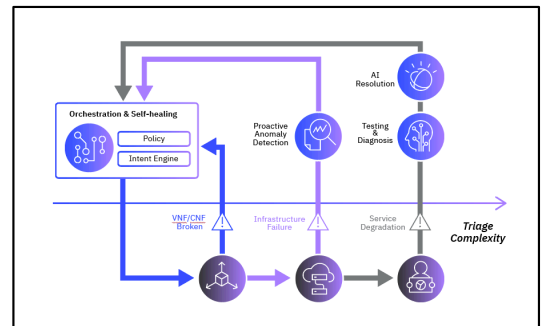 AI
Resolution
Orchestration & Self-healing
Policy
Intent Engine
Proactive
Anomaly
Detection
Testing
&
Diagnosis
VNF/CNF
Broken
Infrastructure
Failure
Service
Degradation
Triage
Complexity